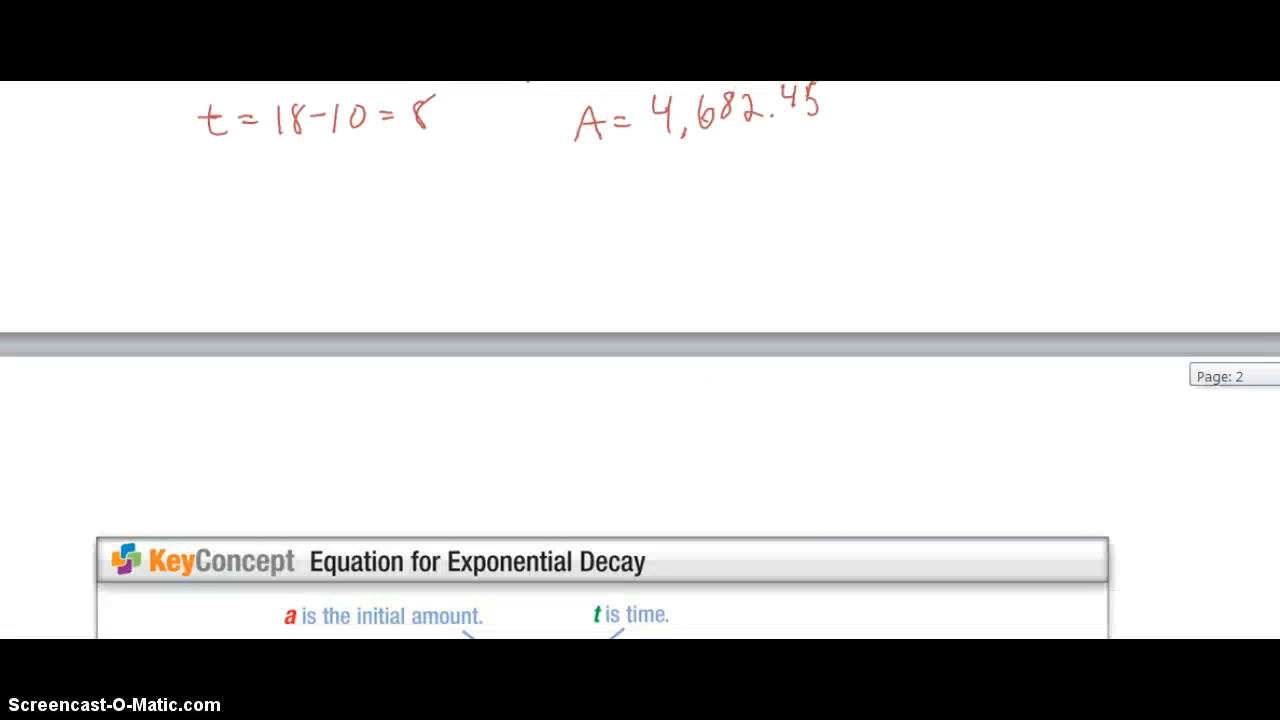 t = 18-10 = 8
A = 4,682.45
Page: 2
KeyConcept Equation for Exponential Decay
a is the initial amount.
t is time.
Screencast-O-Matic.com